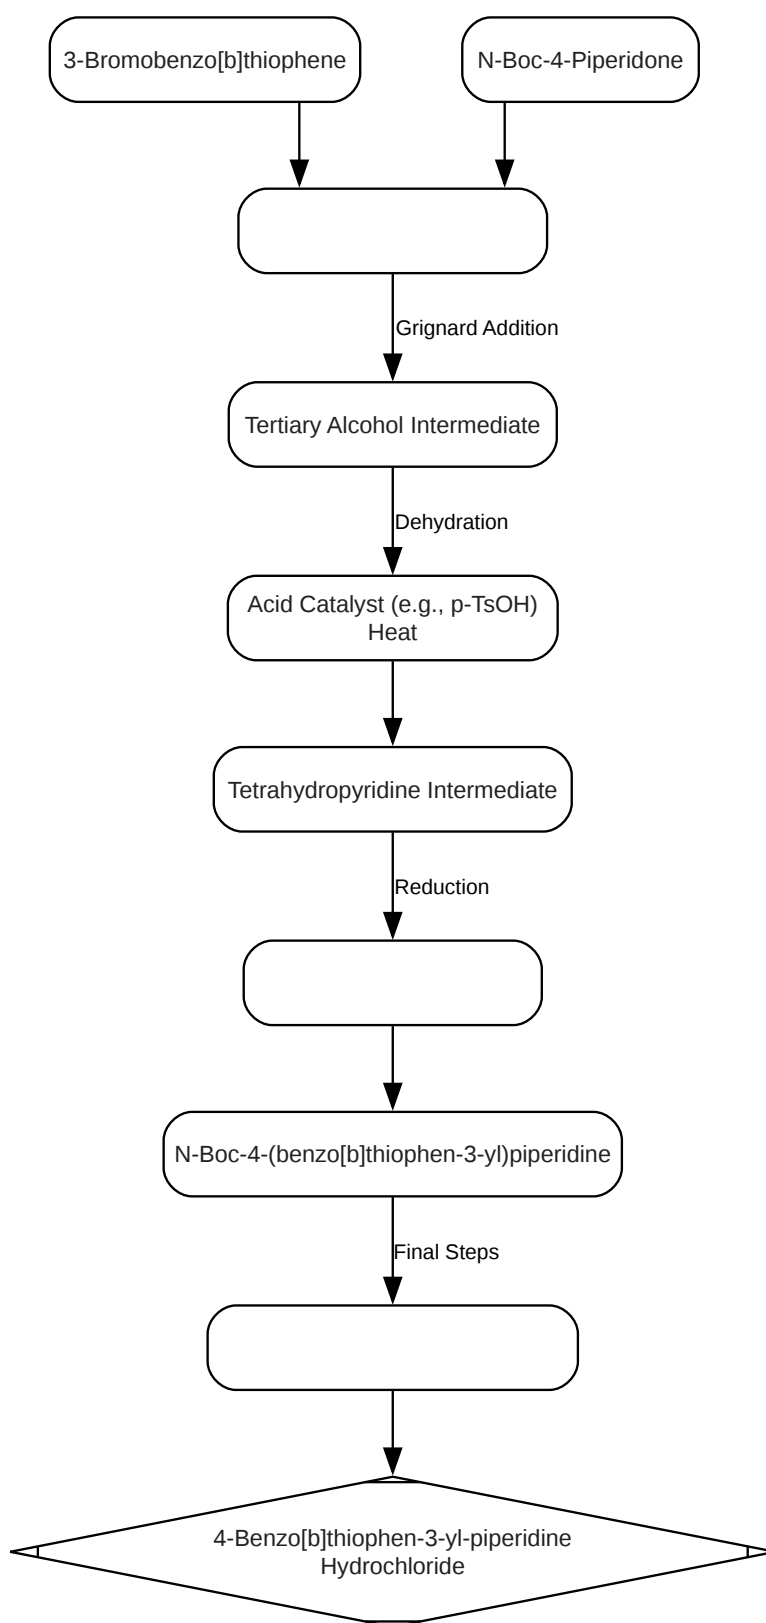 3-Bromobenzo[b]thiophene
N-Boc-4-Piperidone
Grignard Addition
Tertiary Alcohol Intermediate
Dehydration
Acid Catalyst (e.g., p-TsOH)
Heat
Tetrahydropyridine Intermediate
Reduction
N-Boc-4-(benzo[b]thiophen-3-yl)piperidine
Final Steps
4-Benzo[b]thiophen-3-yl-piperidine
Hydrochloride